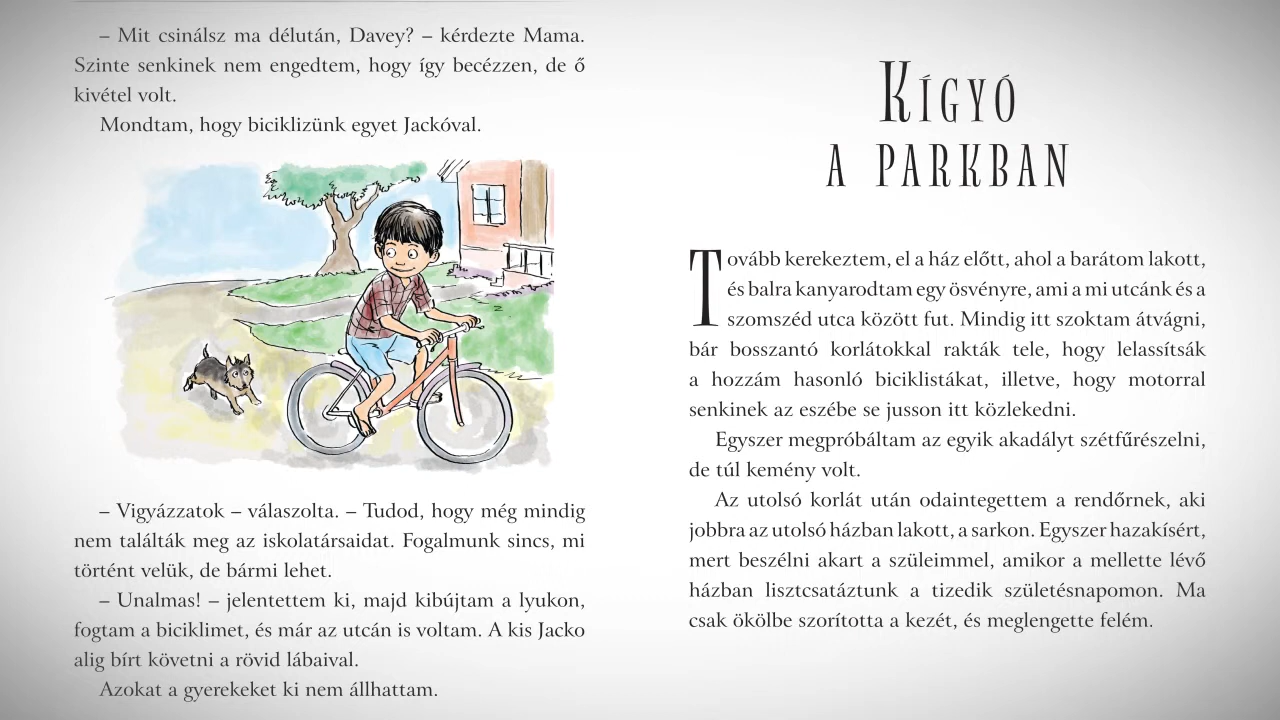 – Mit csinálsz ma délután, Davey? – kérdezte Mama.
Szinte senkinek nem engedtem, hogy így becézzen, de ő
kivétel volt.
Mondtam, hogy biciklizünk egyet Jackóval.
– Vigyázzatok – válaszolta. – Tudod, hogy még mindig
nem találták meg az iskolatársaidat. Fogalmunk sincs, mi
történt velük, de bármi lehet.
– Unalmas! – jelentettem ki, majd kibújtam a lyukon,
fogtam a biciklimet, és már az utcán is voltam. A kis Jacko
alig bírt követni a rövid lábaival.
Azokat a gyerekeket ki nem állhattam.
KÍGYÓ
A PARKBAN
Tovább kerekeztem, el a ház előtt, ahol a barátom lakott,
és balra kanyarodtam egy ösvényre, ami a mi utcánk és a
szomszéd utca között fut. Mindig itt szoktam átvágni,
bár bosszantó korlátokkal rakták tele, hogy lelassítsák
a hozzám hasonló biciklistákat, illetve, hogy motorral
senkinek az eszébe se jusson itt közlekedni.
Egyszer megpróbáltam az egyik akadályt szétfűrészelni,
de túl kemény volt.
Az utolsó korlát után odaintegettem a rendőrnek, aki
jobbra az utolsó házban lakott, a sarkon. Egyszer hazakísért,
mert beszélni akart a szüleimmel, amikor a mellette lévő
házban lisztcsatáztunk a tizedik születésnapomon. Ma
csak ökölbe szorította a kezét, és meglengette felém.